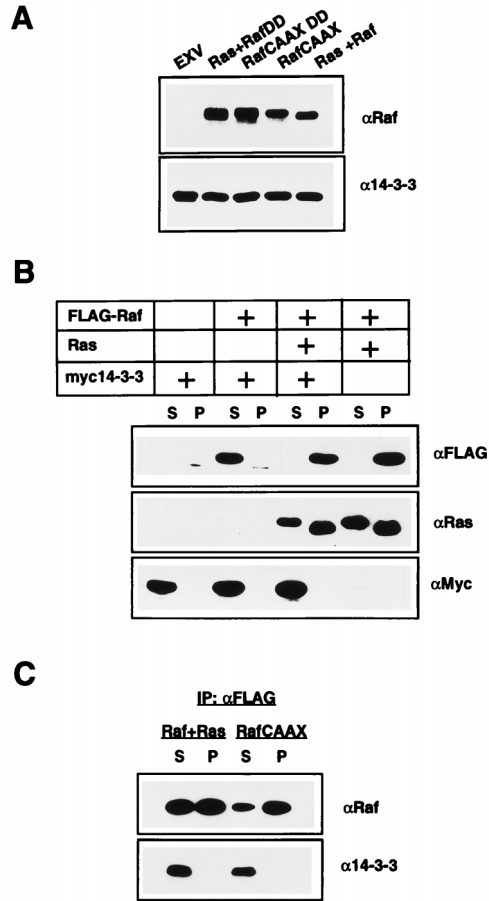 A
EXV Ras+RafDD RafCAAX DD RafCAAX Ras +Raf
αRaf
α14-3-3
B
FLAG-Raf + + +
Ras + +
myc14-3-3 + + +
S P S P S P S P
αFLAG
αRas
αMyc
C
IP: αFLAG
Raf+Ras RafCAAX
S P S P
αRaf
α14-3-3